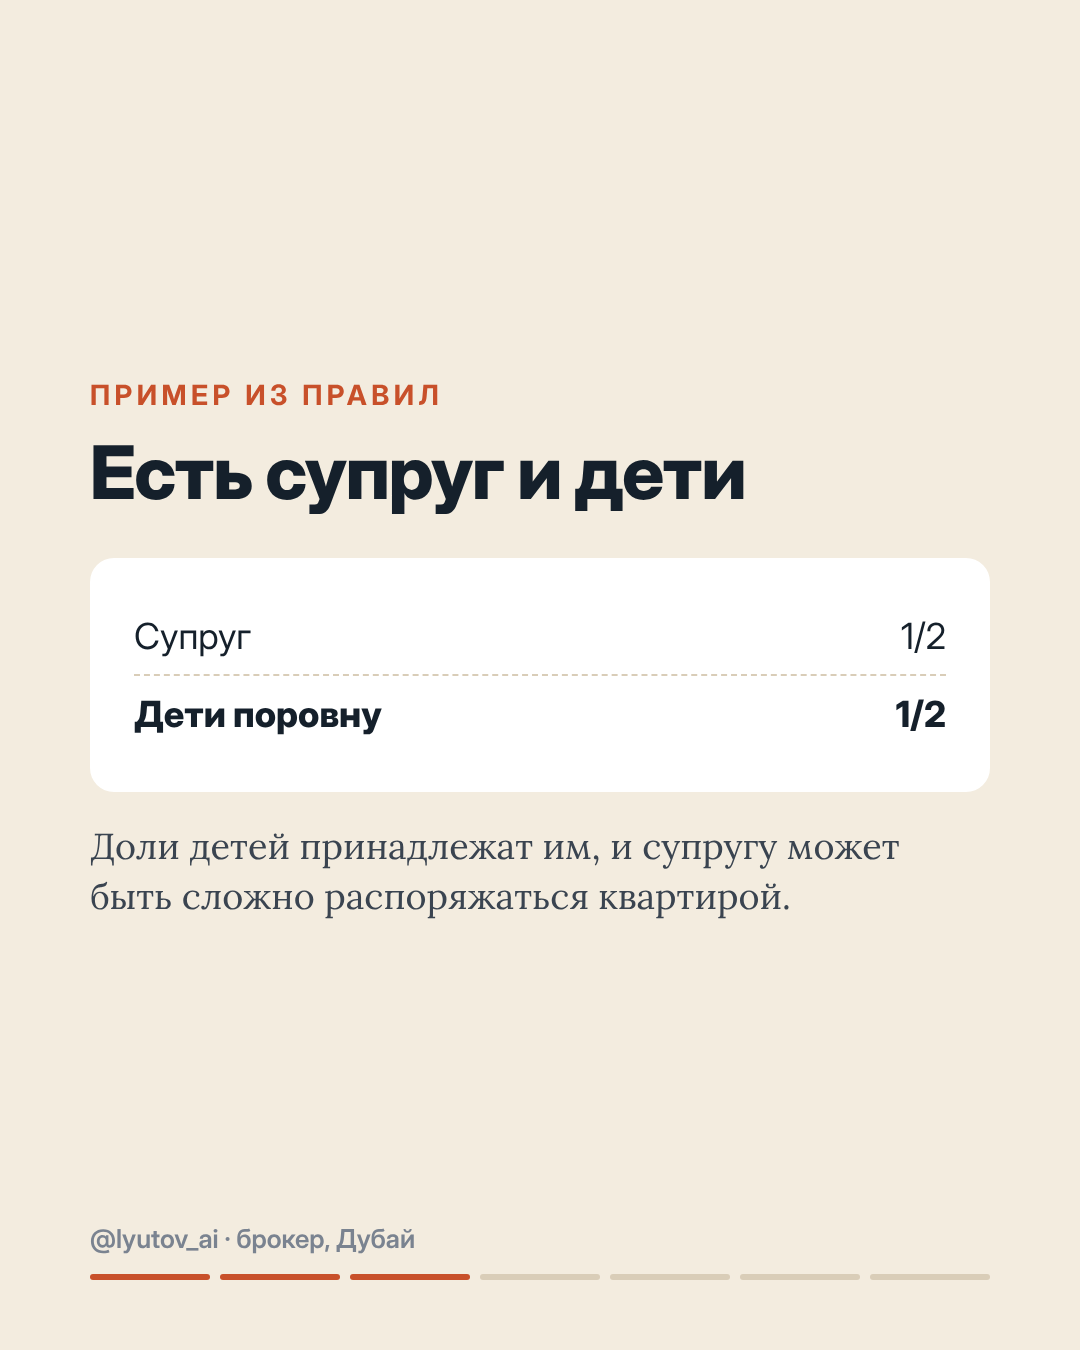 ПРИМЕР ИЗ ПРАВИЛ
Есть супруг и дети
Супруг 1/2
Дети поровну 1/2
Доли детей принадлежат им, и супругу может
быть сложно распоряжаться квартирой.
@lyutov_ai · брокер, Дубай